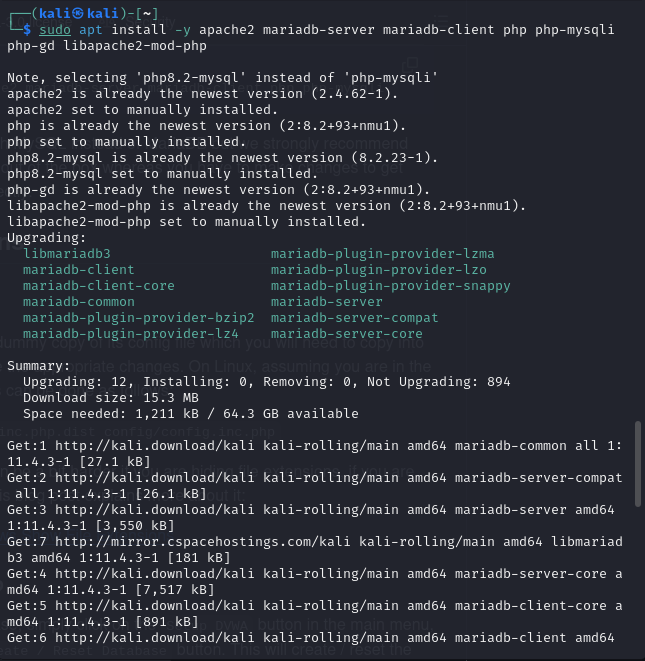 ┌──(kali㉿kali)-[~]
└─$ sudo apt install -y apache2 mariadb-server mariadb-client php php-mysqli
php-gd libapache2-mod-php
Note, selecting 'php8.2-mysql' instead of 'php-mysqli'
apache2 is already the newest version (2.4.62-1).
apache2 set to manually installed.
php is already the newest version (2:8.2+93+nmu1).
php set to manually installed.
php8.2-mysql is already the newest version (8.2.23-1).
php8.2-mysql set to manually installed.
php-gd is already the newest version (2:8.2+93+nmu1).
libapache2-mod-php is already the newest version (2:8.2+93+nmu1).
libapache2-mod-php set to manually installed.
Upgrading:
libmariadb3 mariadb-plugin-provider-lzma
mariadb-client mariadb-plugin-provider-lzo
mariadb-client-core mariadb-plugin-provider-snappy
mariadb-common mariadb-server
mariadb-plugin-provider-bzip2 mariadb-server-compat
mariadb-plugin-provider-lz4 mariadb-server-core
Summary:
Upgrading: 12, Installing: 0, Removing: 0, Not Upgrading: 894
Download size: 15.3 MB
Space needed: 1,211 kB / 64.3 GB available
Get:1 http://kali.download/kali kali-rolling/main amd64 mariadb-common all 1:
11.4.3-1 [27.1 kB]
Get:2 http://kali.download/kali kali-rolling/main amd64 mariadb-server-compat
all 1:11.4.3-1 [26.1 kB]
Get:3 http://kali.download/kali kali-rolling/main amd64 mariadb-server amd64
1:11.4.3-1 [3,550 kB]
Get:7 http://mirror.cspacehostings.com/kali kali-rolling/main amd64 libmariad
b3 amd64 1:11.4.3-1 [181 kB]
Get:4 http://kali.download/kali kali-rolling/main amd64 mariadb-server-core a
md64 1:11.4.3-1 [7,517 kB]
Get:5 http://kali.download/kali kali-rolling/main amd64 mariadb-client-core a
md64 1:11.4.3-1 [891 kB]
Get:6 http://kali.download/kali kali-rolling/main amd64 mariadb-client amd64